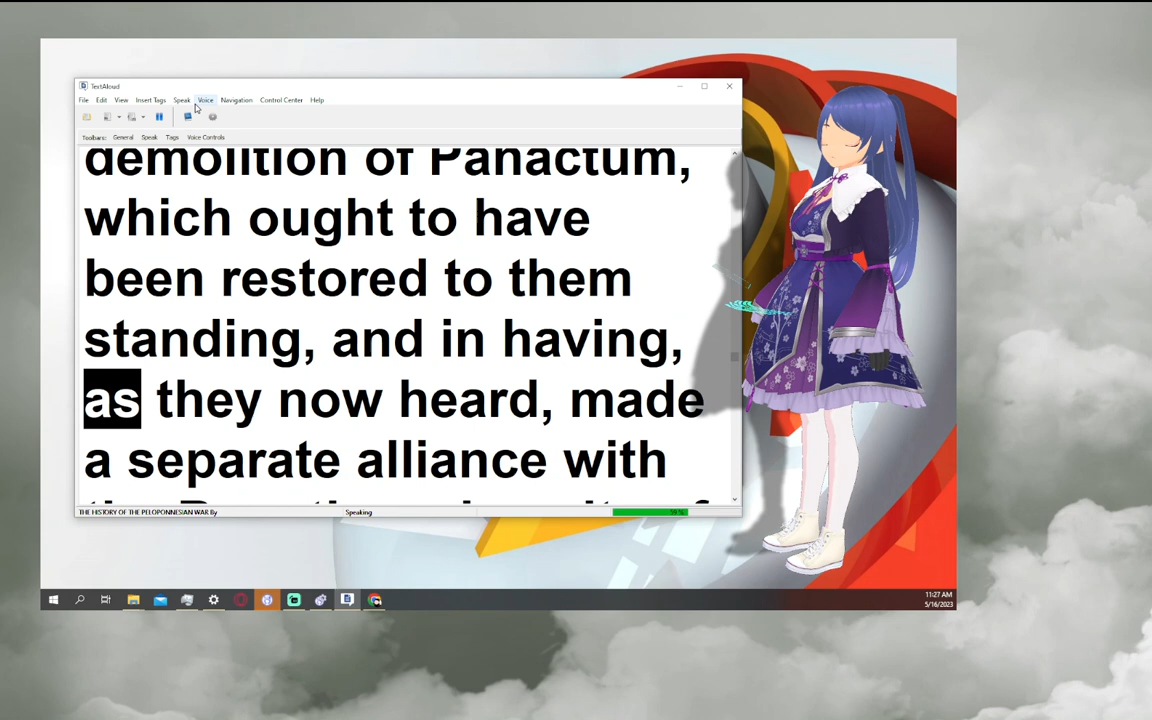 TextAloud
File Edit View Insert Tags Speak Voice Navigation Control Center Help
Toolbars: General Speak Tags Voice Controls
demolition of Panactum,
which ought to have
been restored to them
standing, and in having,
as they now heard, made
a separate alliance with
THE HISTORY OF THE PELOPONNESIAN WAR By Speaking 59 %
11:27 AM
5/16/2023